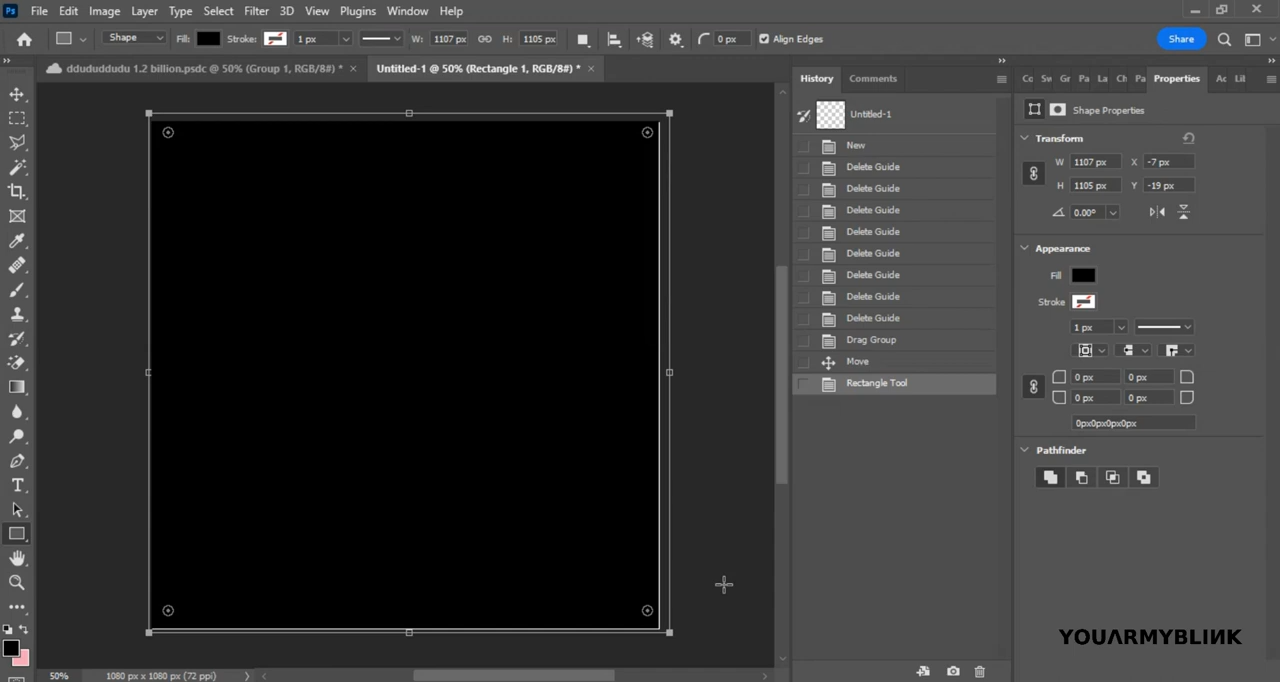 Ps File Edit Image Layer Type Select Filter 3D View Plugins Window Help
Shape Fill: Stroke: 1 px W: 1107 px H: 1105 px 0 px Align Edges Share
ddududdudu 1.2 billion.psdc @ 50% (Group 1, RGB/8#) * × Untitled-1 @ 50% (Rectangle 1, RGB/8#) * ×
History Comments
Untitled-1
New
Delete Guide
Delete Guide
Delete Guide
Delete Guide
Delete Guide
Delete Guide
Delete Guide
Delete Guide
Drag Group
Move
Rectangle Tool
Cc Sv Gr Pa La Ch Pa Properties Ac Lil
Shape Properties
Transform
W 1107 px X -7 px
H 1105 px Y -19 px
0.00°
Appearance
Fill
Stroke
1 px
0 px 0 px
0 px 0 px
0px0px0px0px
Pathfinder
YOUARMYBLINK
50% 1080 px x 1080 px (72 ppi)